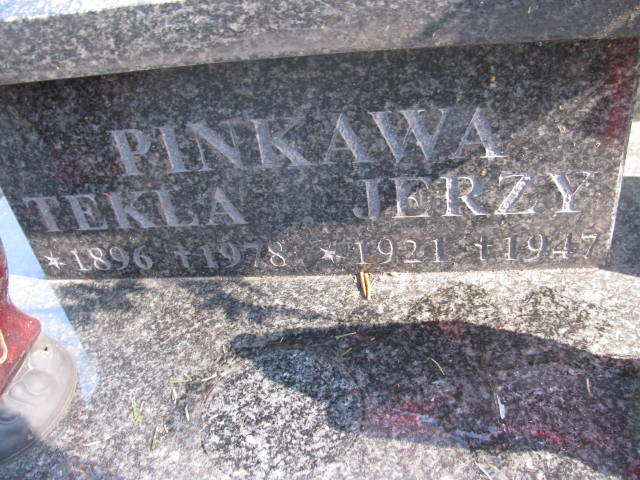 PINKAWA
TEKLA JERZY
*1896 †1978 *1921 †1947